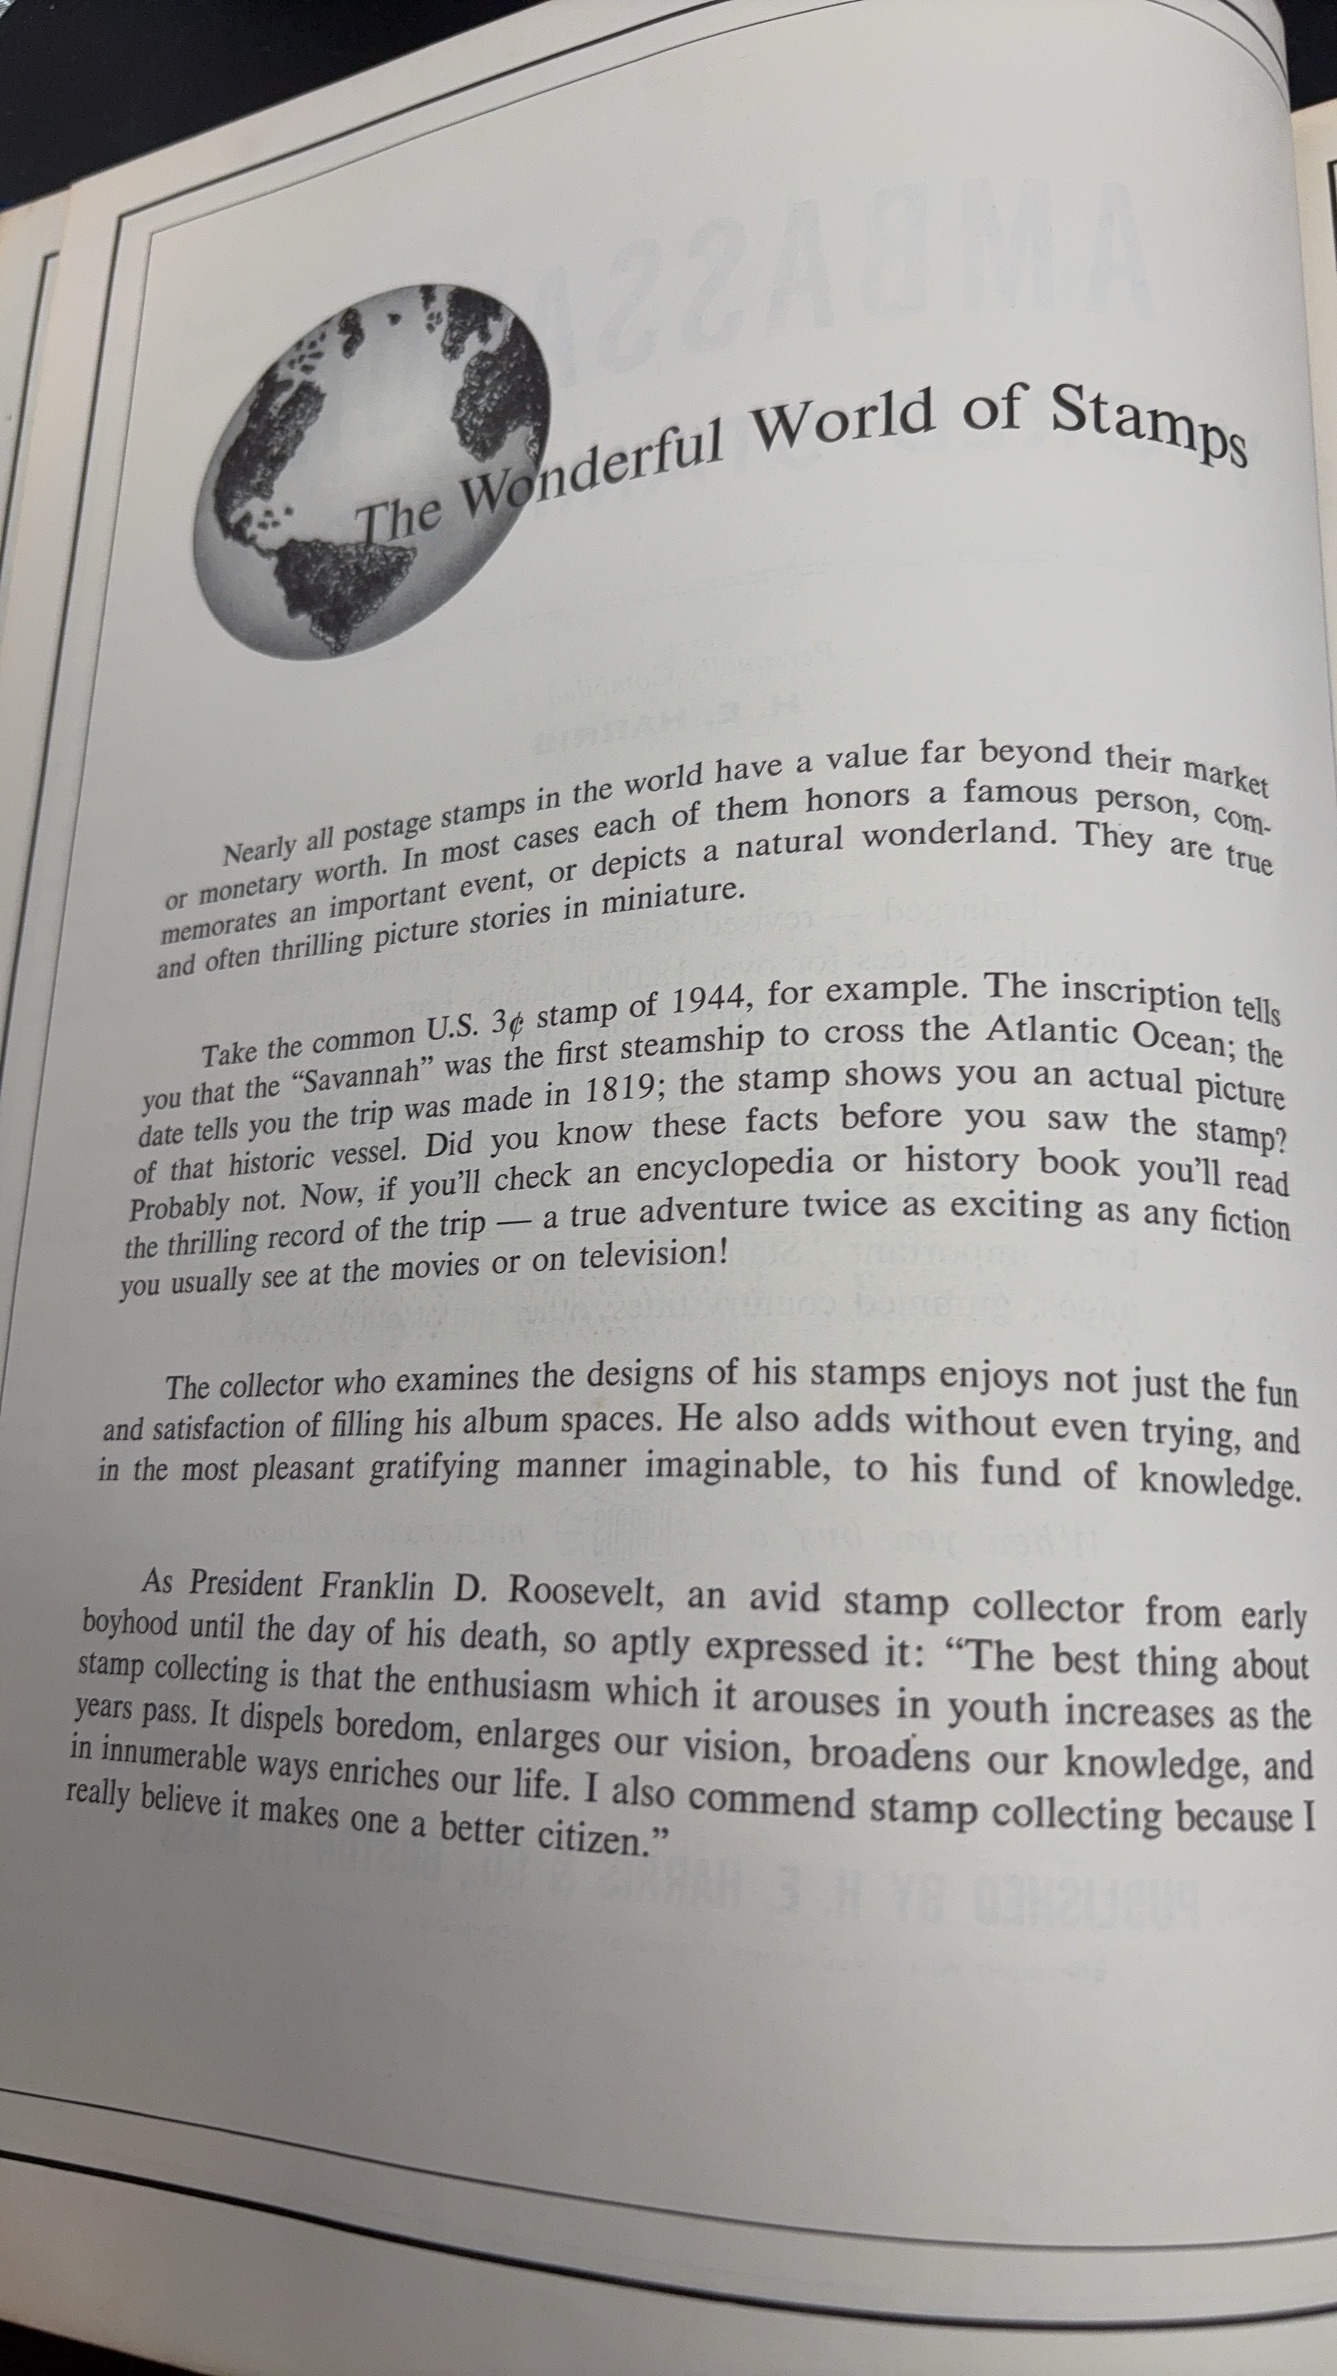 The Wonderful World of Stamps
Nearly all postage stamps in the world have a value far beyond their market
or monetary worth. In most cases each of them honors a famous person, com-
memorates an important event, or depicts a natural wonderland. They are true
and often thrilling picture stories in miniature.
Take the common U.S. 3¢ stamp of 1944, for example. The inscription tells
you that the “Savannah” was the first steamship to cross the Atlantic Ocean; the
date tells you the trip was made in 1819; the stamp shows you an actual picture
of that historic vessel. Did you know these facts before you saw the stamp?
Probably not. Now, if you’ll check an encyclopedia or history book you’ll read
the thrilling record of the trip — a true adventure twice as exciting as any fiction
you usually see at the movies or on television!
The collector who examines the designs of his stamps enjoys not just the fun
and satisfaction of filling his album spaces. He also adds without even trying, and
in the most pleasant gratifying manner imaginable, to his fund of knowledge.
As President Franklin D. Roosevelt, an avid stamp collector from early
boyhood until the day of his death, so aptly expressed it: “The best thing about
stamp collecting is that the enthusiasm which it arouses in youth increases as the
years pass. It dispels boredom, enlarges our vision, broadens our knowledge, and
in innumerable ways enriches our life. I also commend stamp collecting because I
really believe it makes one a better citizen.”